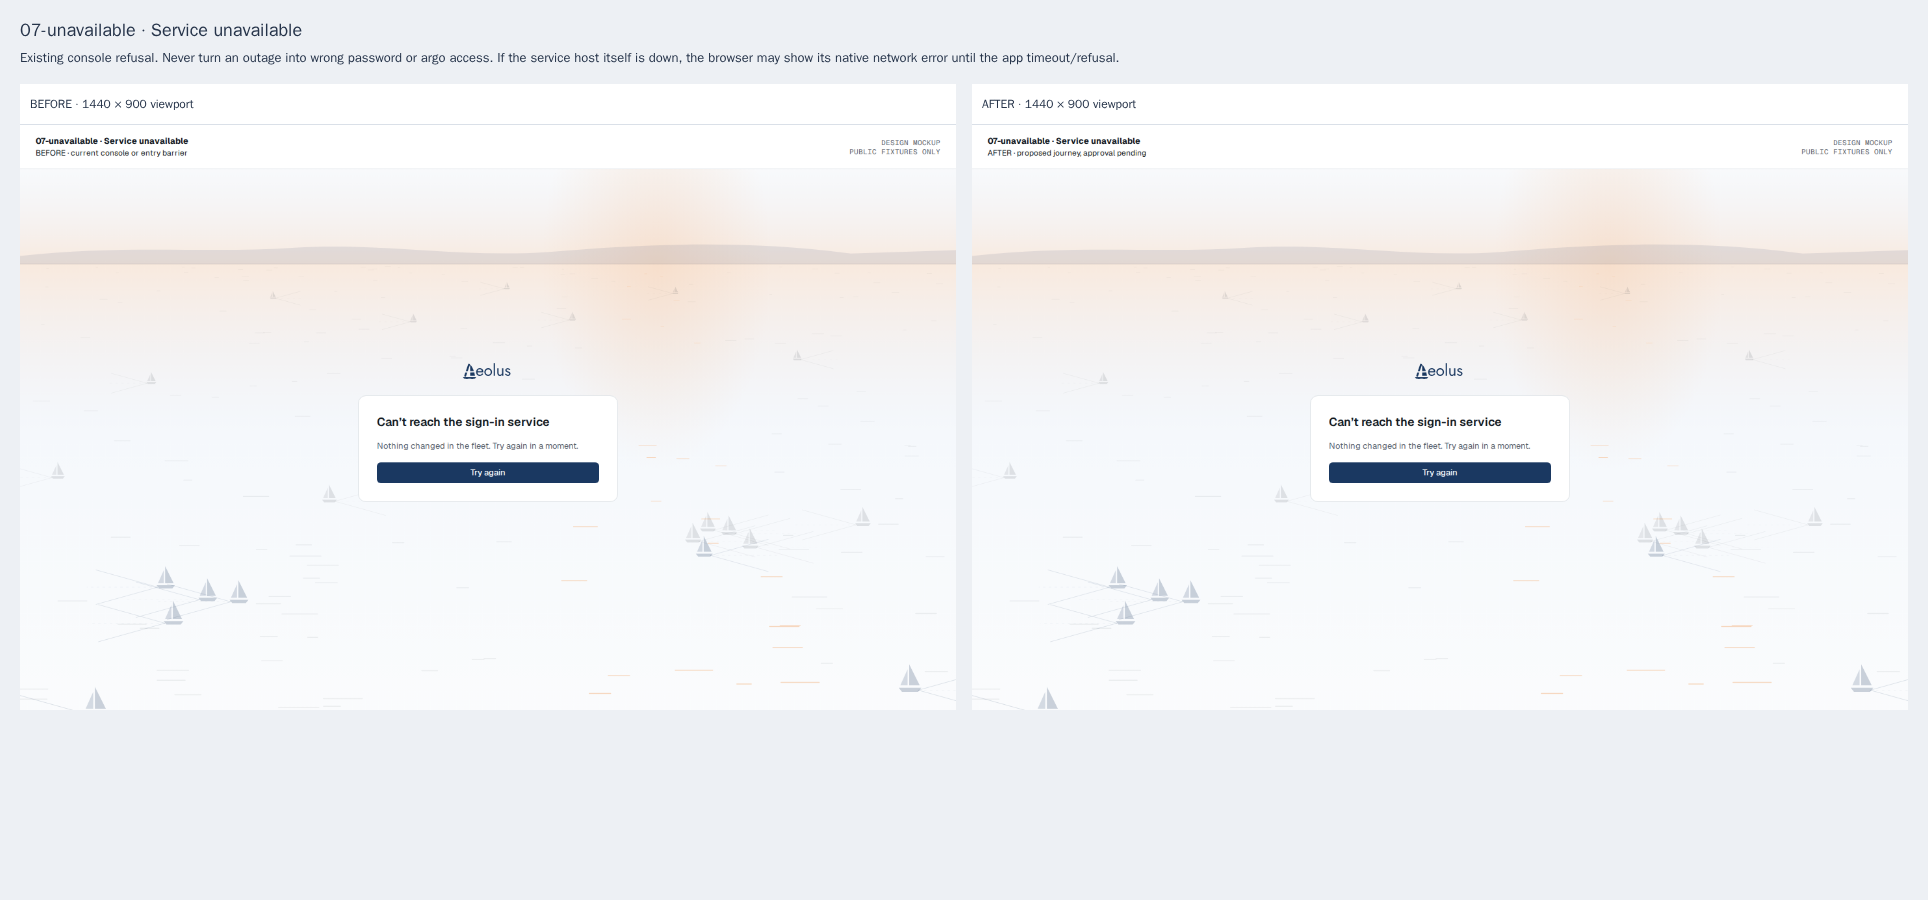 07-unavailable · Service unavailable
Existing console refusal. Never turn an outage into wrong password or argo access. If the service host itself is down, the browser may show its native network error until the app timeout/refusal.
BEFORE · 1440 × 900 viewport
07-unavailable · Service unavailable
BEFORE · current console or entry barrier
DESIGN MOCKUP
PUBLIC FIXTURES ONLY
Aeolus
Can't reach the sign-in service
Nothing changed in the fleet. Try again in a moment.
Try again
AFTER · 1440 × 900 viewport
07-unavailable · Service unavailable
AFTER · proposed journey, approval pending
DESIGN MOCKUP
PUBLIC FIXTURES ONLY
Aeolus
Can't reach the sign-in service
Nothing changed in the fleet. Try again in a moment.
Try again